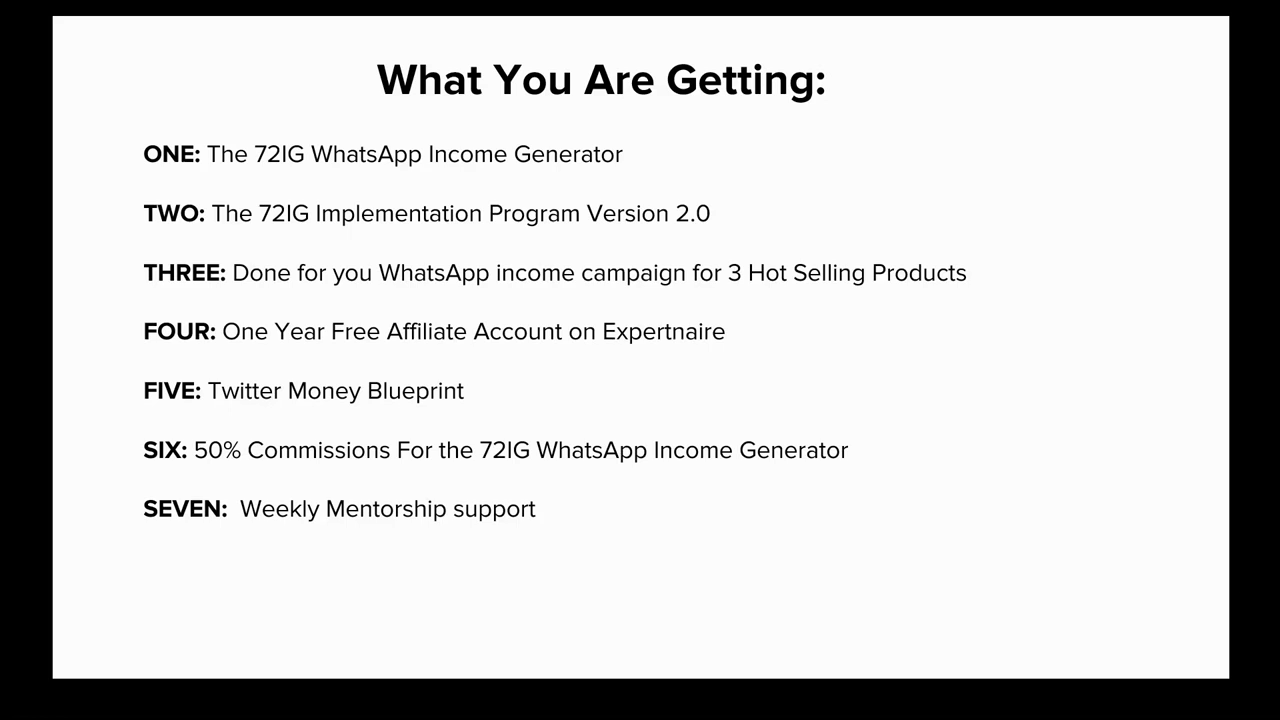 What You Are Getting:
ONE: The 72IG WhatsApp Income Generator
TWO: The 72IG Implementation Program Version 2.0
THREE: Done for you WhatsApp income campaign for 3 Hot Selling Products
FOUR: One Year Free Affiliate Account on Expertnaire
FIVE: Twitter Money Blueprint
SIX: 50% Commissions For the 72IG WhatsApp Income Generator
SEVEN: Weekly Mentorship support